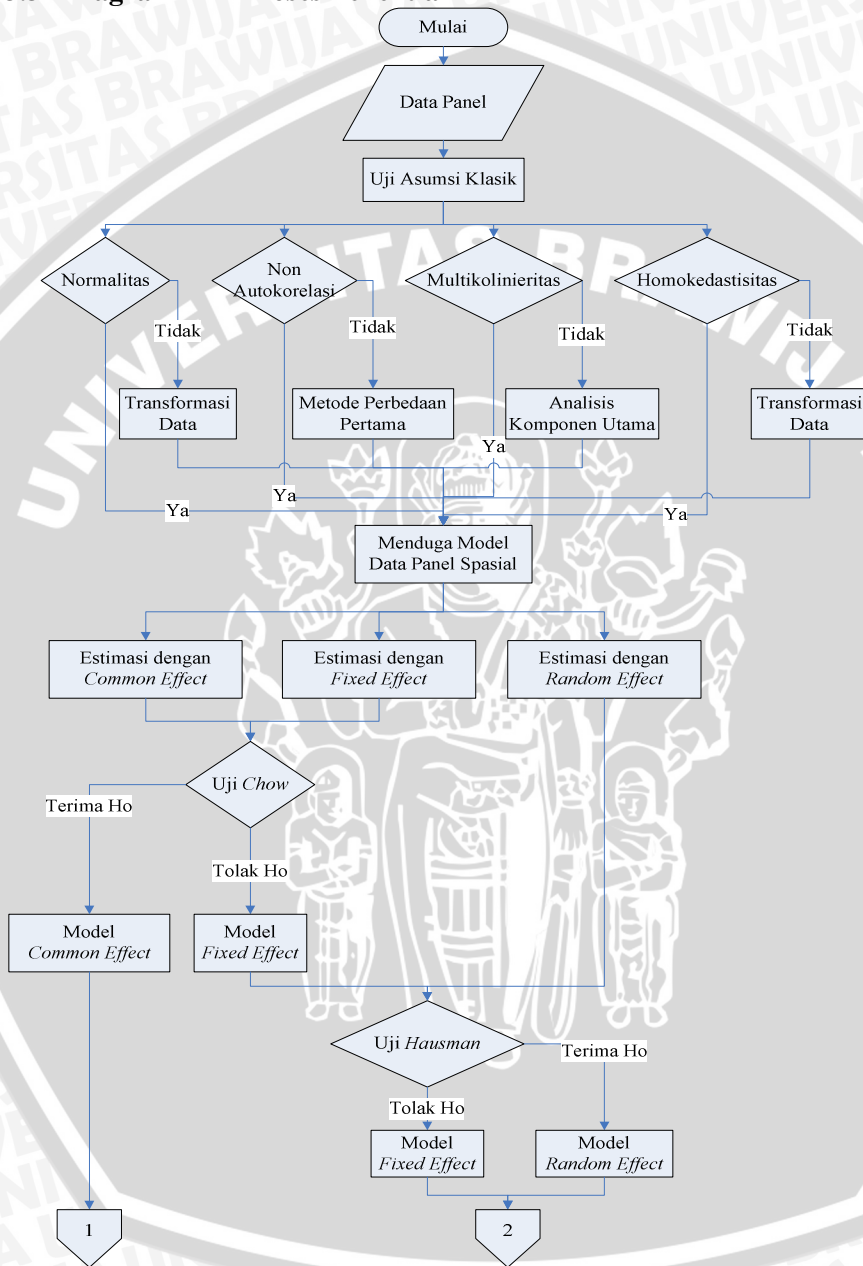 Mulai
Data Panel
Uji Asumsi Klasik
Normalitas
Non
Autokorelasi
Multikolinieritas
Homokedastisitas
Tidak
Tidak
Tidak
Tidak
Transformasi
Data
Metode Perbedaan
Pertama
Analisis
Komponen Utama
Transformasi
Data
Ya
Ya
Ya
Ya
Menduga Model
Data Panel Spasial
Estimasi dengan
Common Effect
Estimasi dengan
Fixed Effect
Estimasi dengan
Random Effect
Uji Chow
Terima Ho
Tolak Ho
Model
Common Effect
Model
Fixed Effect
Uji Hausman
Terima Ho
Tolak Ho
Model
Fixed Effect
Model
Random Effect
1
2
UNIVERSITAS BRAWIJ